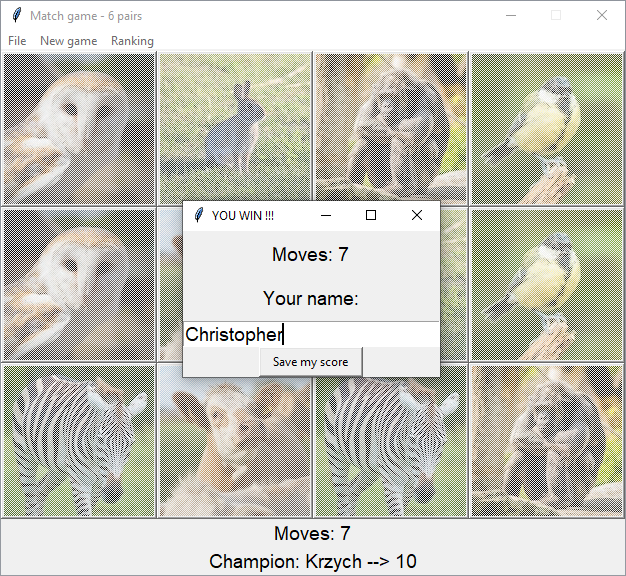 Match game - 6 pairs
File New game Ranking
YOU WIN !!!
Moves: 7
Your name:
Christopher
Save my score
Moves: 7
Champion: Krzych --> 10